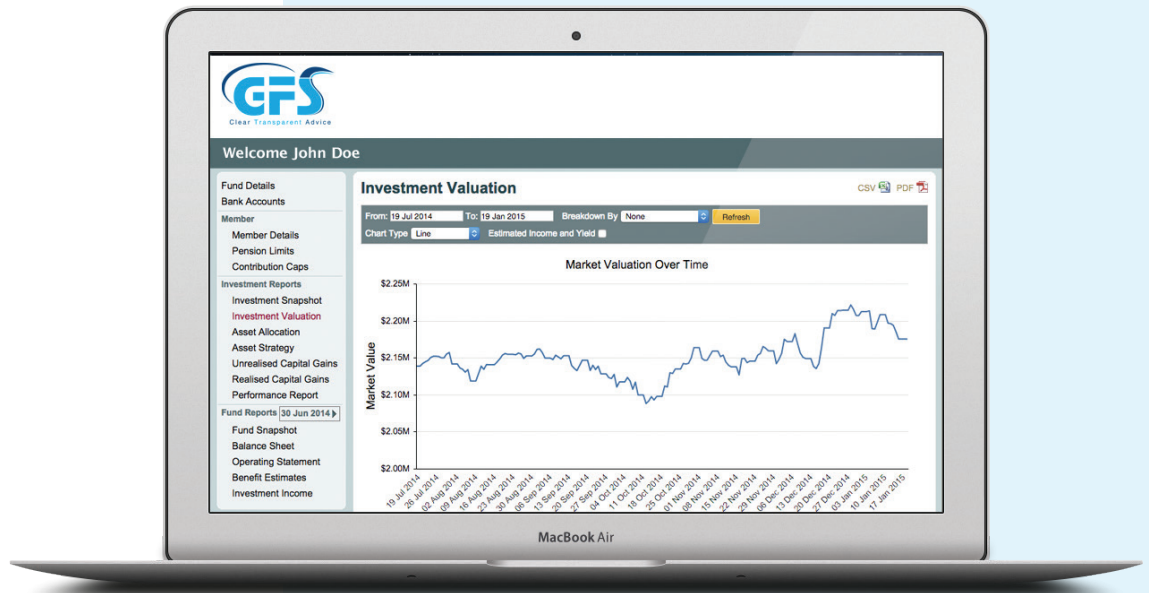 GFS
Clear Transparent Advice
Welcome John Doe
Fund Details
Bank Accounts
Member
Member Details
Pension Limits
Contribution Caps
Investment Reports
Investment Snapshot
Investment Valuation
Asset Allocation
Asset Strategy
Unrealised Capital Gains
Realised Capital Gains
Performance Report
Fund Reports 30 Jun 2014
Fund Snapshot
Balance Sheet
Operating Statement
Benefit Estimates
Investment Income
Investment Valuation
CSV PDF
From: 19 Jul 2014 To: 19 Jan 2015 Breakdown By None Refresh
Chart Type Line Estimated Income and Yield
Market Valuation Over Time
Market Value
$2.25M
$2.20M
$2.15M
$2.10M
$2.05M
$2.00M
19 Jul 2014
26 Jul 2014
02 Aug 2014
09 Aug 2014
16 Aug 2014
23 Aug 2014
30 Aug 2014
06 Sep 2014
13 Sep 2014
20 Sep 2014
27 Sep 2014
04 Oct 2014
11 Oct 2014
18 Oct 2014
25 Oct 2014
01 Nov 2014
08 Nov 2014
15 Nov 2014
22 Nov 2014
29 Nov 2014
06 Dec 2014
13 Dec 2014
20 Dec 2014
27 Dec 2014
03 Jan 2015
10 Jan 2015
17 Jan 2015
MacBook Air